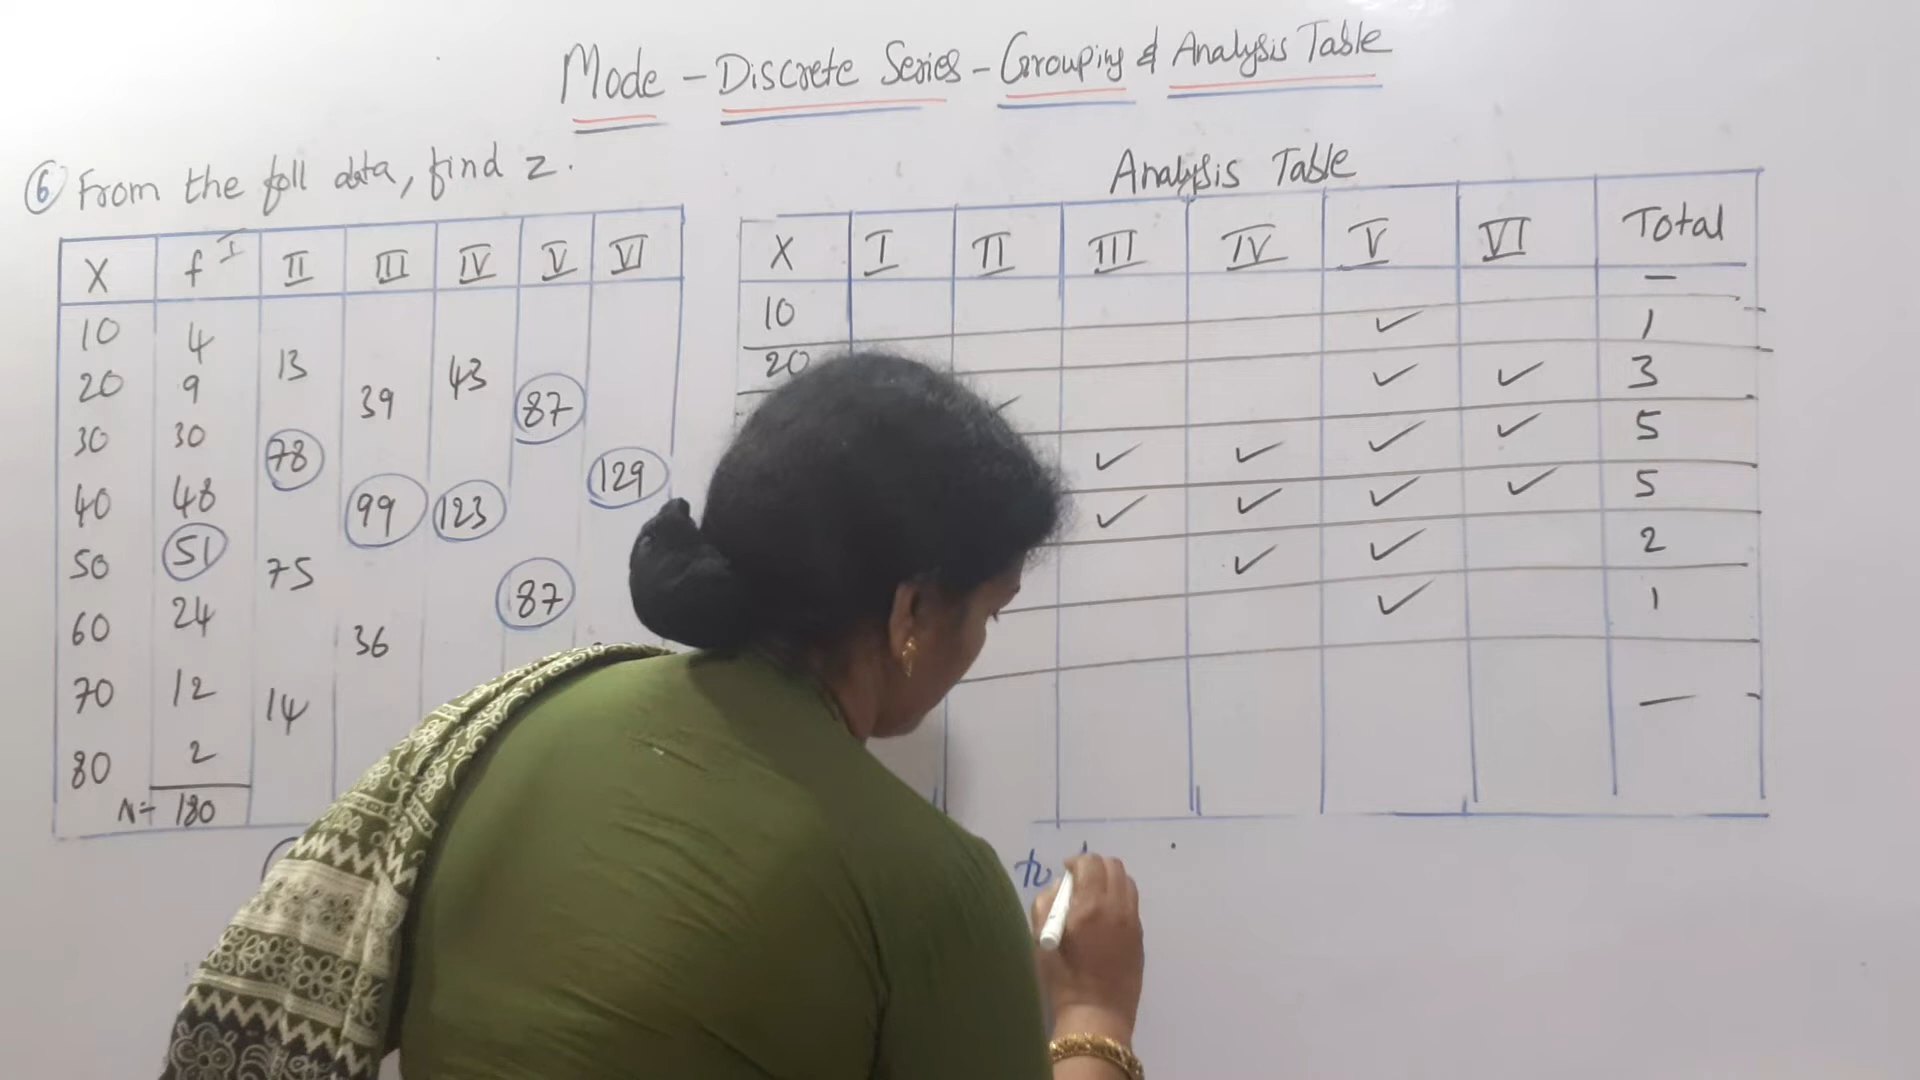 Mode - Discrete Series - Grouping & Analysis Table
⑥ From the foll data, find z.
X f I II III IV V VI
10 4
13
20 9 43
39 87
30 30
78 129
40 48 99 123
50 51
75 87
60 24
36
70 12
14
80 2
N= 180
Analysis Table
X I II III IV V VI Total
10 —
20 ✓ 1
✓ ✓ ✓ 3
✓ ✓ ✓ ✓ 5
✓ ✓ ✓ ✓ 5
✓ ✓ 2
✓ 1
—